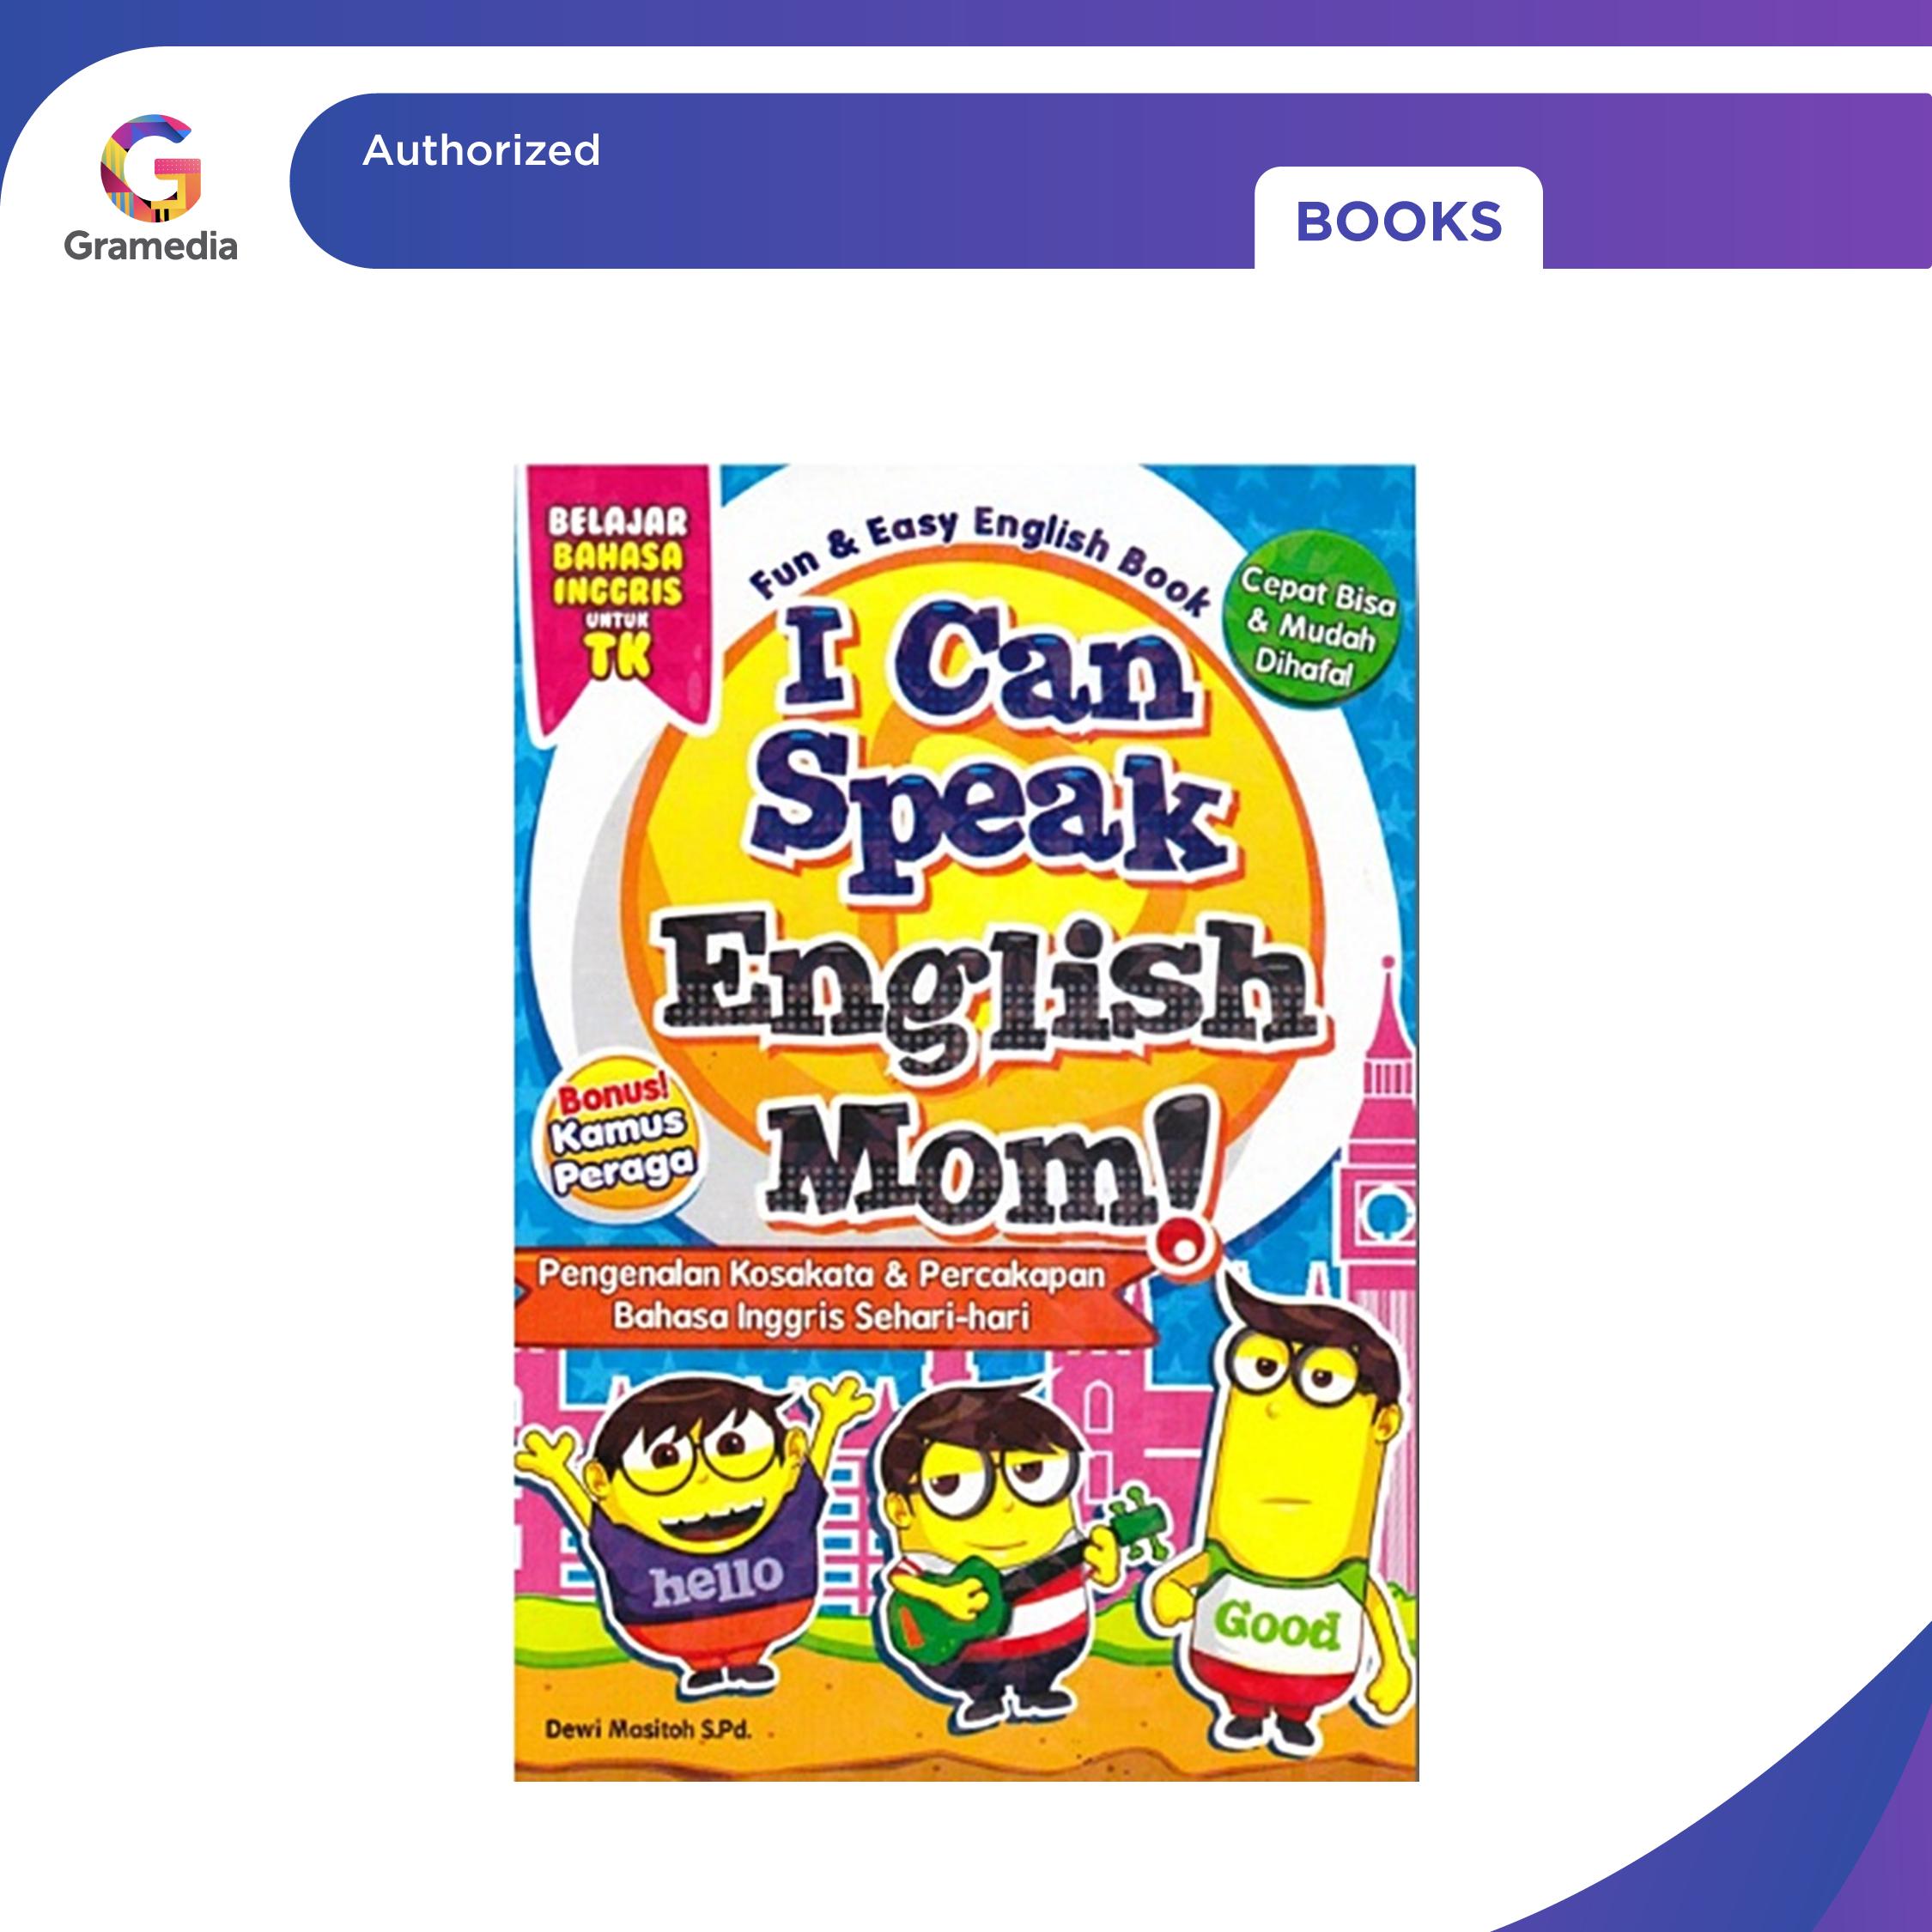 Gramedia
Authorized
BOOKS
BELAJAR
BAHASA
INGGRIS
UNTUK
TK
Fun & Easy English Book
Cepat Bisa
& Mudah
Dihafal
I Can
Speak
English
Mom!
Bonus!
Kamus
Peraga
Pengenalan Kosakata & Percakapan
Bahasa Inggris Sehari-hari
hello
Good
Dewi Masitoh S.Pd.